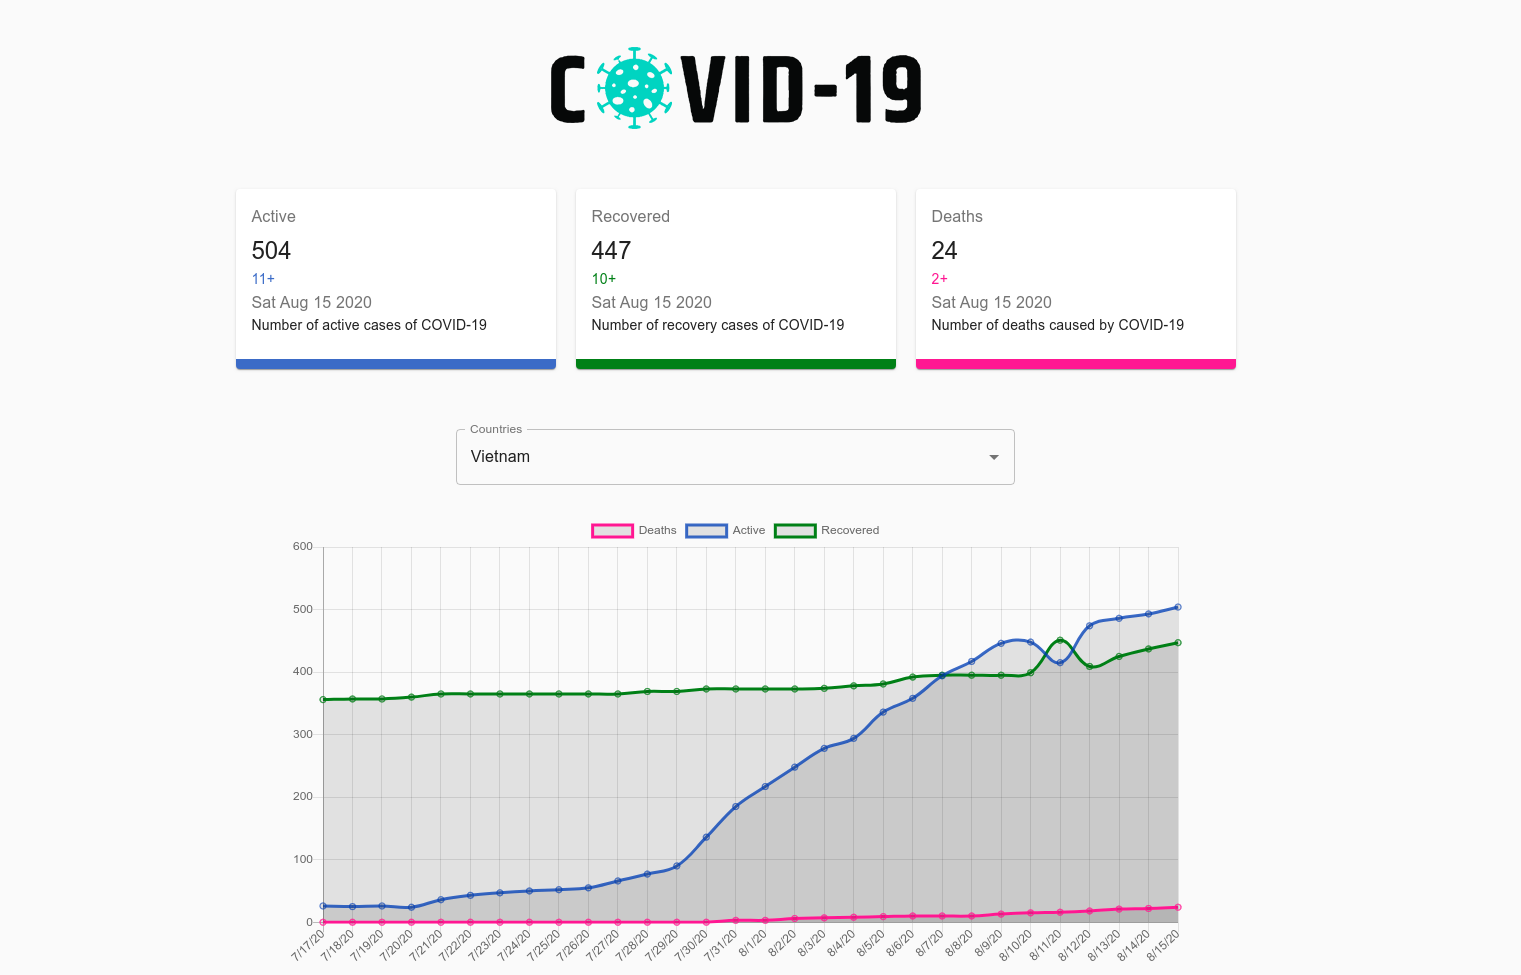 COVID-19
Active
504
11+
Sat Aug 15 2020
Number of active cases of COVID-19
Recovered
447
10+
Sat Aug 15 2020
Number of recovery cases of COVID-19
Deaths
24
2+
Sat Aug 15 2020
Number of deaths caused by COVID-19
Countries
Vietnam
Deaths Active Recovered
600
500
400
300
200
100
0
7/17/20 7/18/20 7/19/20 7/20/20 7/21/20 7/22/20 7/23/20 7/24/20 7/25/20 7/26/20 7/27/20 7/28/20 7/29/20 7/30/20 7/31/20 8/1/20 8/2/20 8/3/20 8/4/20 8/5/20 8/6/20 8/7/20 8/8/20 8/9/20 8/10/20 8/11/20 8/12/20 8/13/20 8/14/20 8/15/20